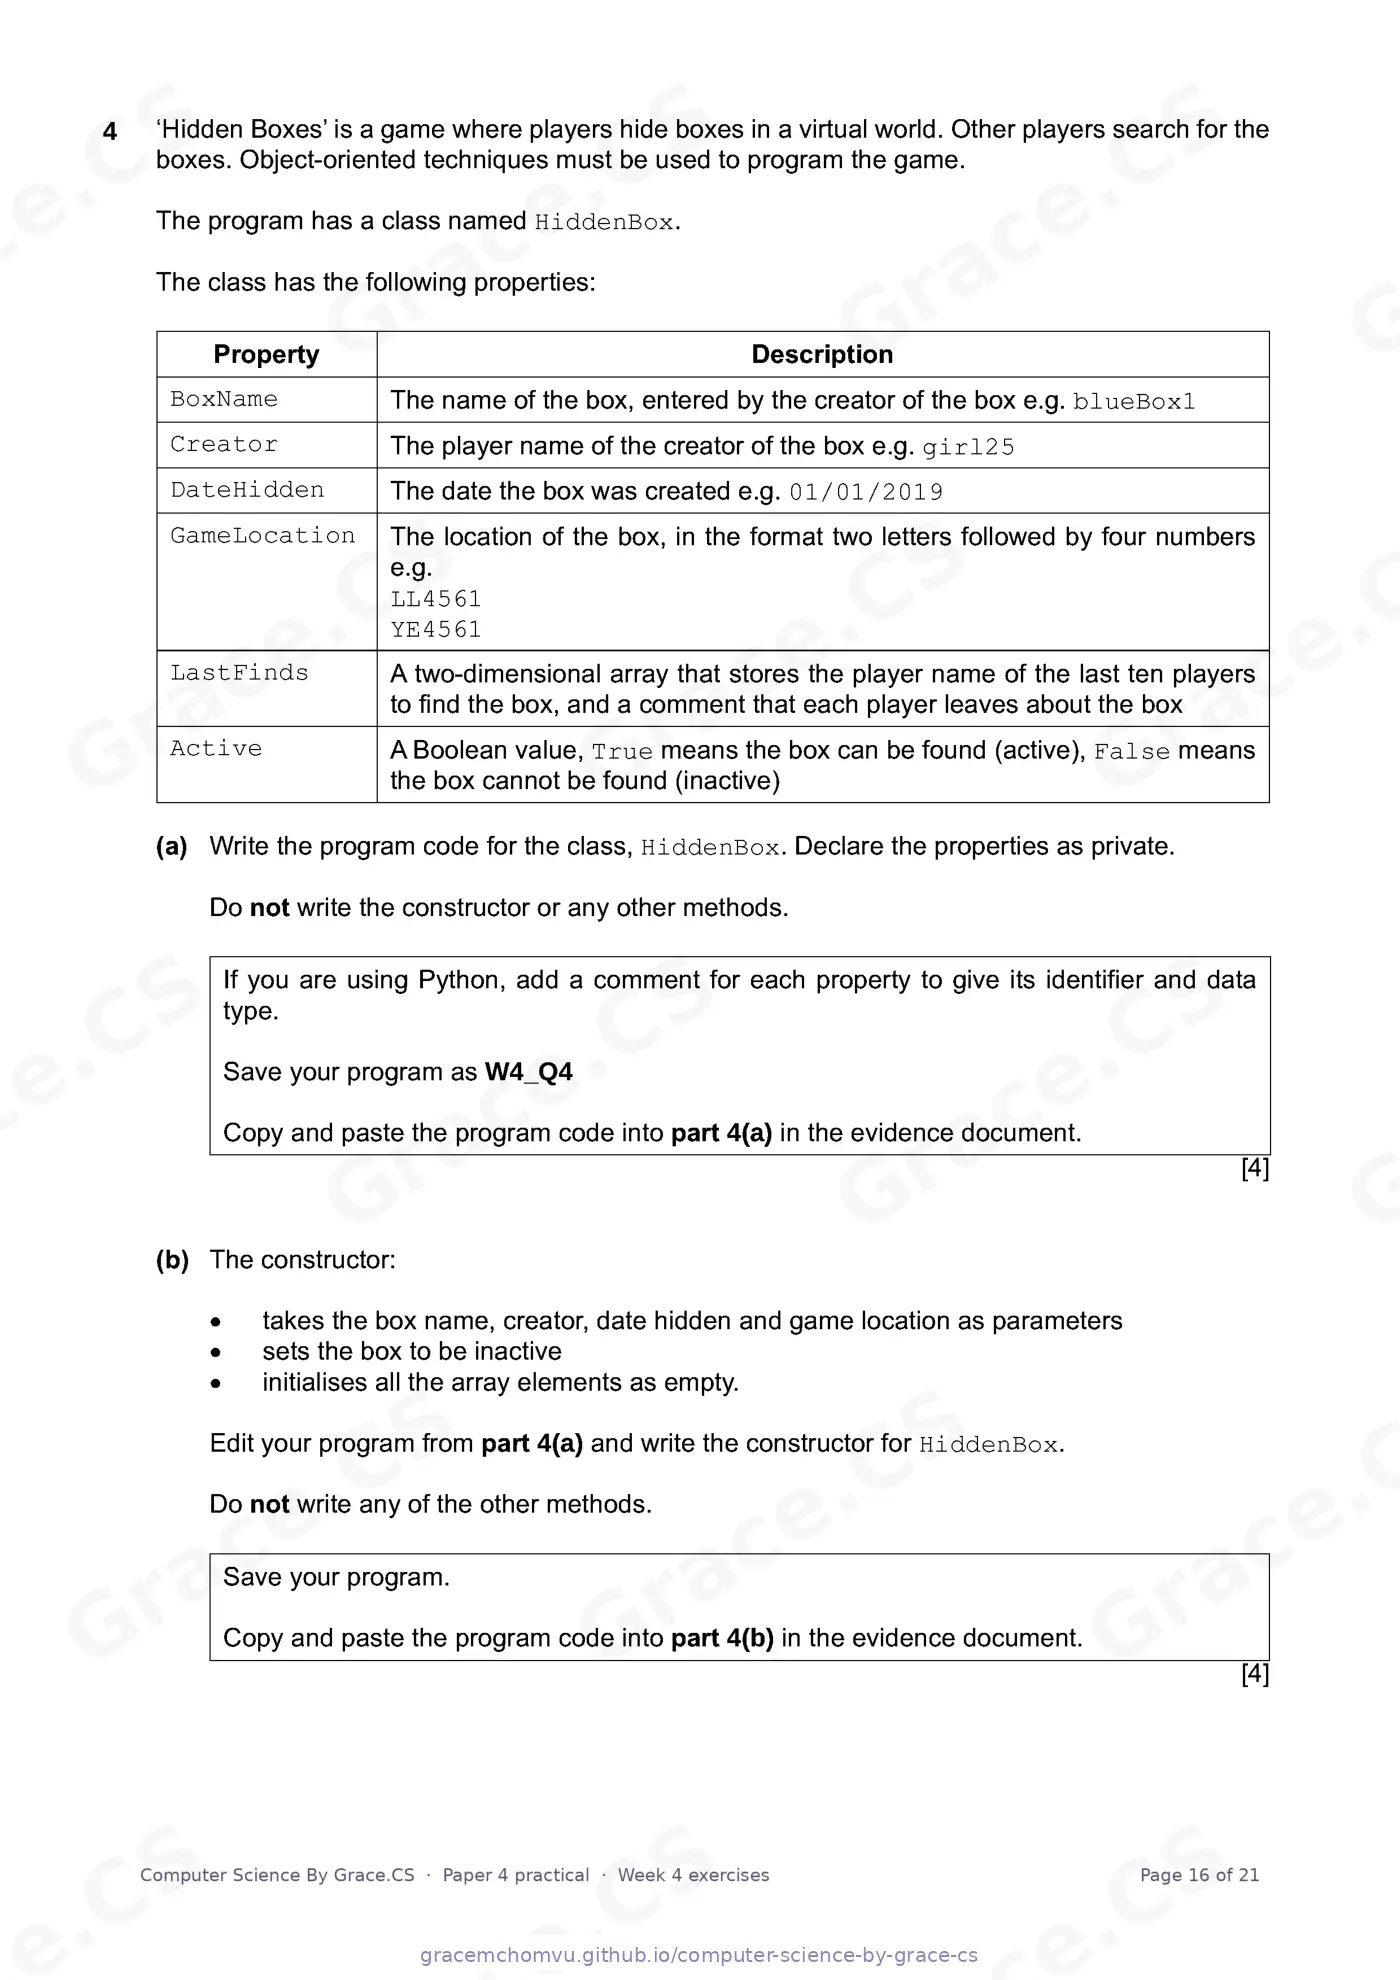 4 ‘Hidden Boxes’ is a game where players hide boxes in a virtual world. Other players search for the
boxes. Object-oriented techniques must be used to program the game.
The program has a class named HiddenBox.
The class has the following properties:
Property Description
BoxName The name of the box, entered by the creator of the box e.g. blueBox1
Creator The player name of the creator of the box e.g. girl25
DateHidden The date the box was created e.g. 01/01/2019
GameLocation The location of the box, in the format two letters followed by four numbers
e.g.
LL4561
YE4561
LastFinds A two-dimensional array that stores the player name of the last ten players
to find the box, and a comment that each player leaves about the box
Active A Boolean value, True means the box can be found (active), False means
the box cannot be found (inactive)
(a) Write the program code for the class, HiddenBox. Declare the properties as private.
Do not write the constructor or any other methods.
If you are using Python, add a comment for each property to give its identifier and data
type.
Save your program as W4_Q4
Copy and paste the program code into part 4(a) in the evidence document.
[4]
(b) The constructor:
• takes the box name, creator, date hidden and game location as parameters
• sets the box to be inactive
• initialises all the array elements as empty.
Edit your program from part 4(a) and write the constructor for HiddenBox.
Do not write any of the other methods.
Save your program.
Copy and paste the program code into part 4(b) in the evidence document.
[4]
Computer Science By Grace.CS · Paper 4 practical · Week 4 exercises Page 16 of 21
gracemchomvu.github.io/computer-science-by-grace-cs